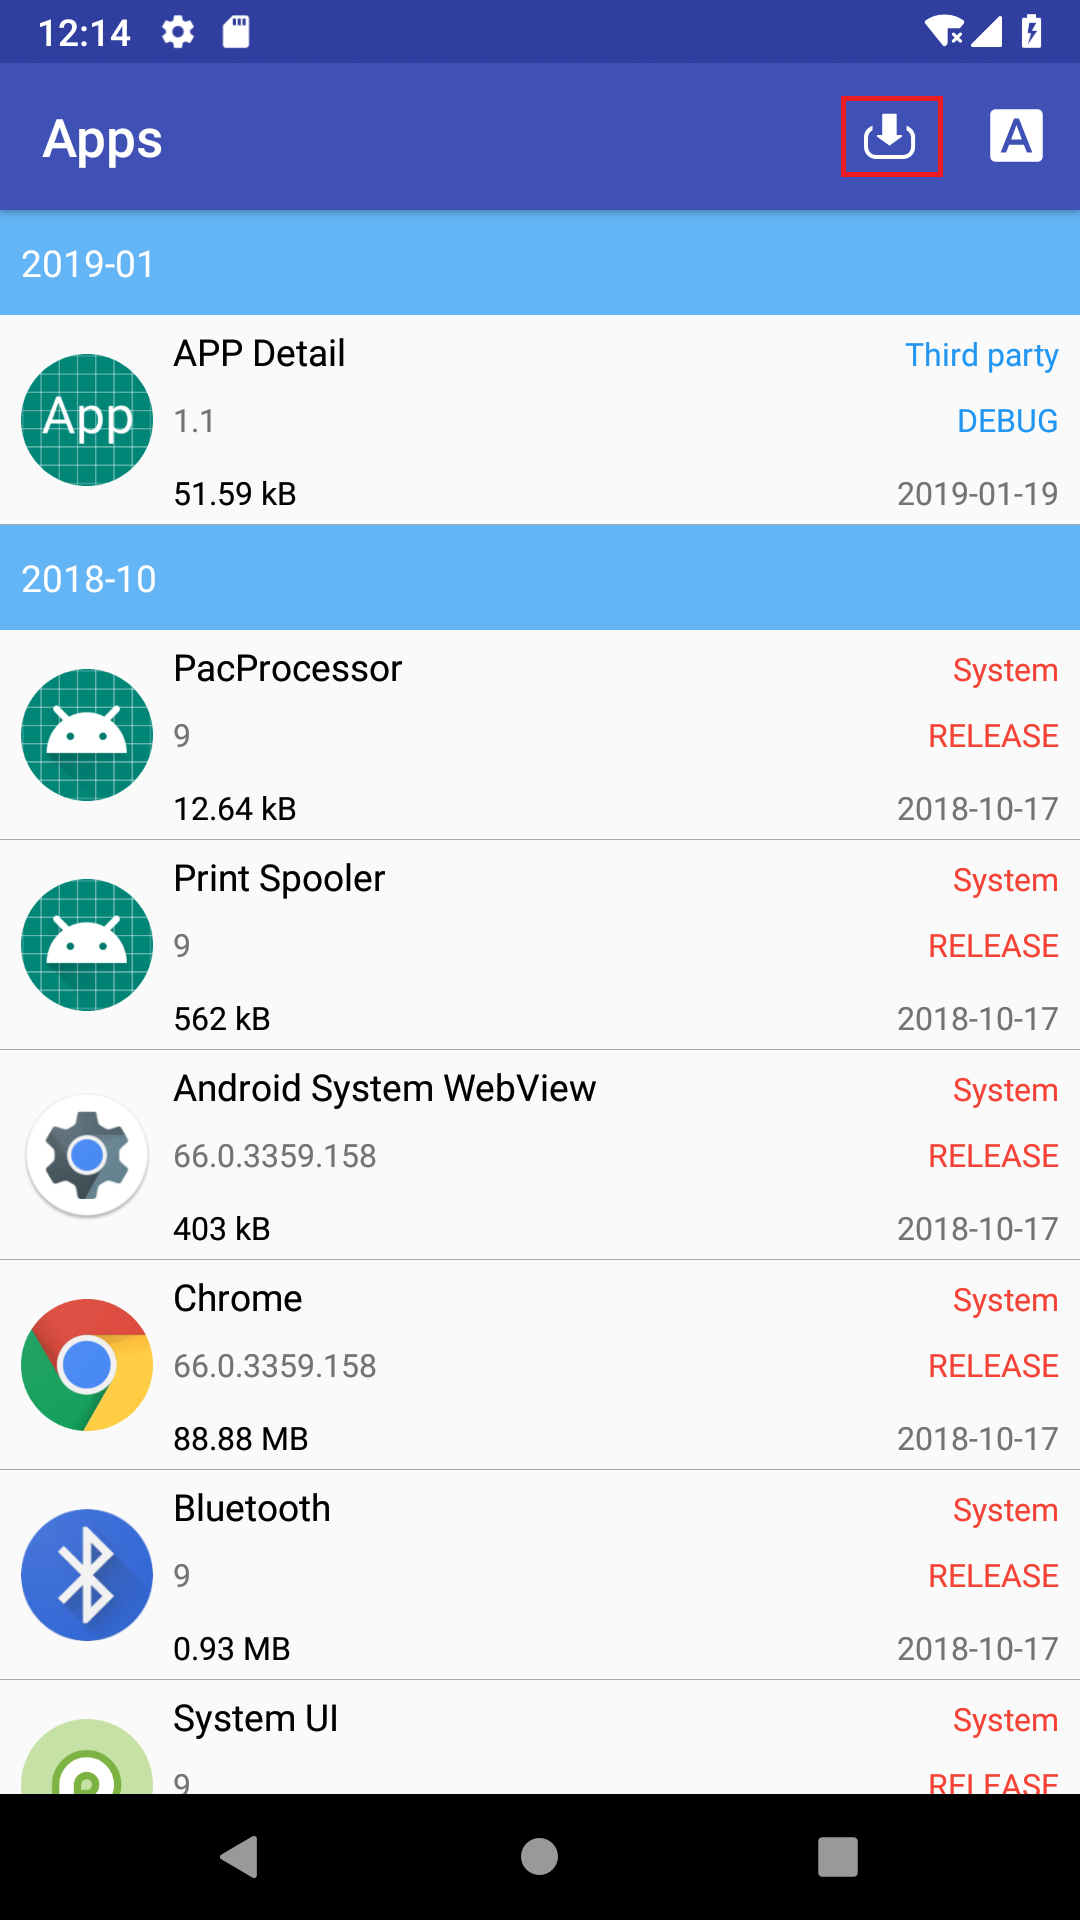 12:14
Apps
A
2019-01
APP Detail
Third party
App
1.1
DEBUG
51.59 kB
2019-01-19
2018-10
PacProcessor
System
9
RELEASE
12.64 kB
2018-10-17
Print Spooler
System
9
RELEASE
562 kB
2018-10-17
Android System WebView
System
66.0.3359.158
RELEASE
403 kB
2018-10-17
Chrome
System
66.0.3359.158
RELEASE
88.88 MB
2018-10-17
Bluetooth
System
9
RELEASE
0.93 MB
2018-10-17
System UI
System
9
RELEASE